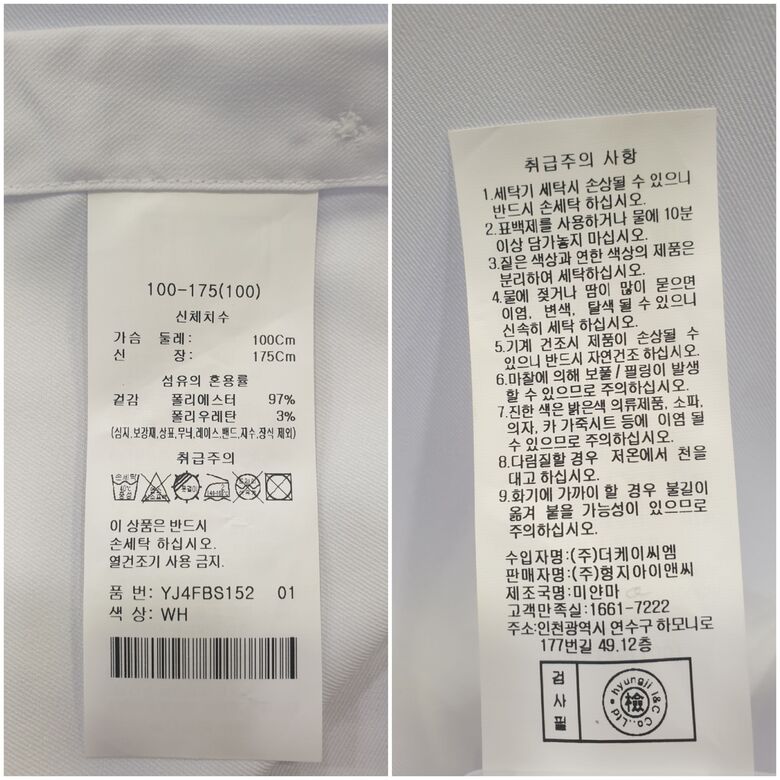 100-175(100)
신체치수
가슴 둘레: 100Cm
신 장: 175Cm
섬유의 혼용률
겉감 폴리에스터 97%
폴리우레탄 3%
(심지,보강재,상표,무늬,레이스,밴드,자수,장식 제외)
취급주의
손세탁
40℃
중성
이 상품은 반드시
손세탁 하십시오.
열건조기 사용 금지.
품 번: YJ4FBS152 01
색 상: WH
취급주의 사항
1.세탁기 세탁시 손상될 수 있으니
반드시 손세탁 하십시오.
2.표백제를 사용하거나 물에 10분
이상 담가놓지 마십시오.
3.짙은 색상과 연한 색상의 제품은
분리하여 세탁하십시오.
4.물에 젖거나 땀이 많이 묻으면
이염, 변색, 탈색 될 수 있으니
신속히 세탁 하십시오.
5.기계 건조시 제품이 손상될 수
있으니 반드시 자연건조 하십시오.
6.마찰에 의해 보풀/필링이 발생
할 수 있으므로 주의하십시오.
7.진한 색은 밝은색 의류제품, 소파,
의자, 카 가죽시트 등에 이염 될
수 있으므로 주의하십시오.
8.다림질할 경우 저온에서 천을
대고 하십시오.
9.화기에 가까이 할 경우 불길이
옮겨 붙을 가능성이 있으므로
주의하십시오.
수입자명:(주)더케이씨엠
판매자명:(주)형지아이앤씨
제조국명:미얀마
고객만족실:1661-7222
주소:인천광역시 연수구 하모니로
177번길 49.12층
검사필
hyungji I&C Co.,Ltd
檢